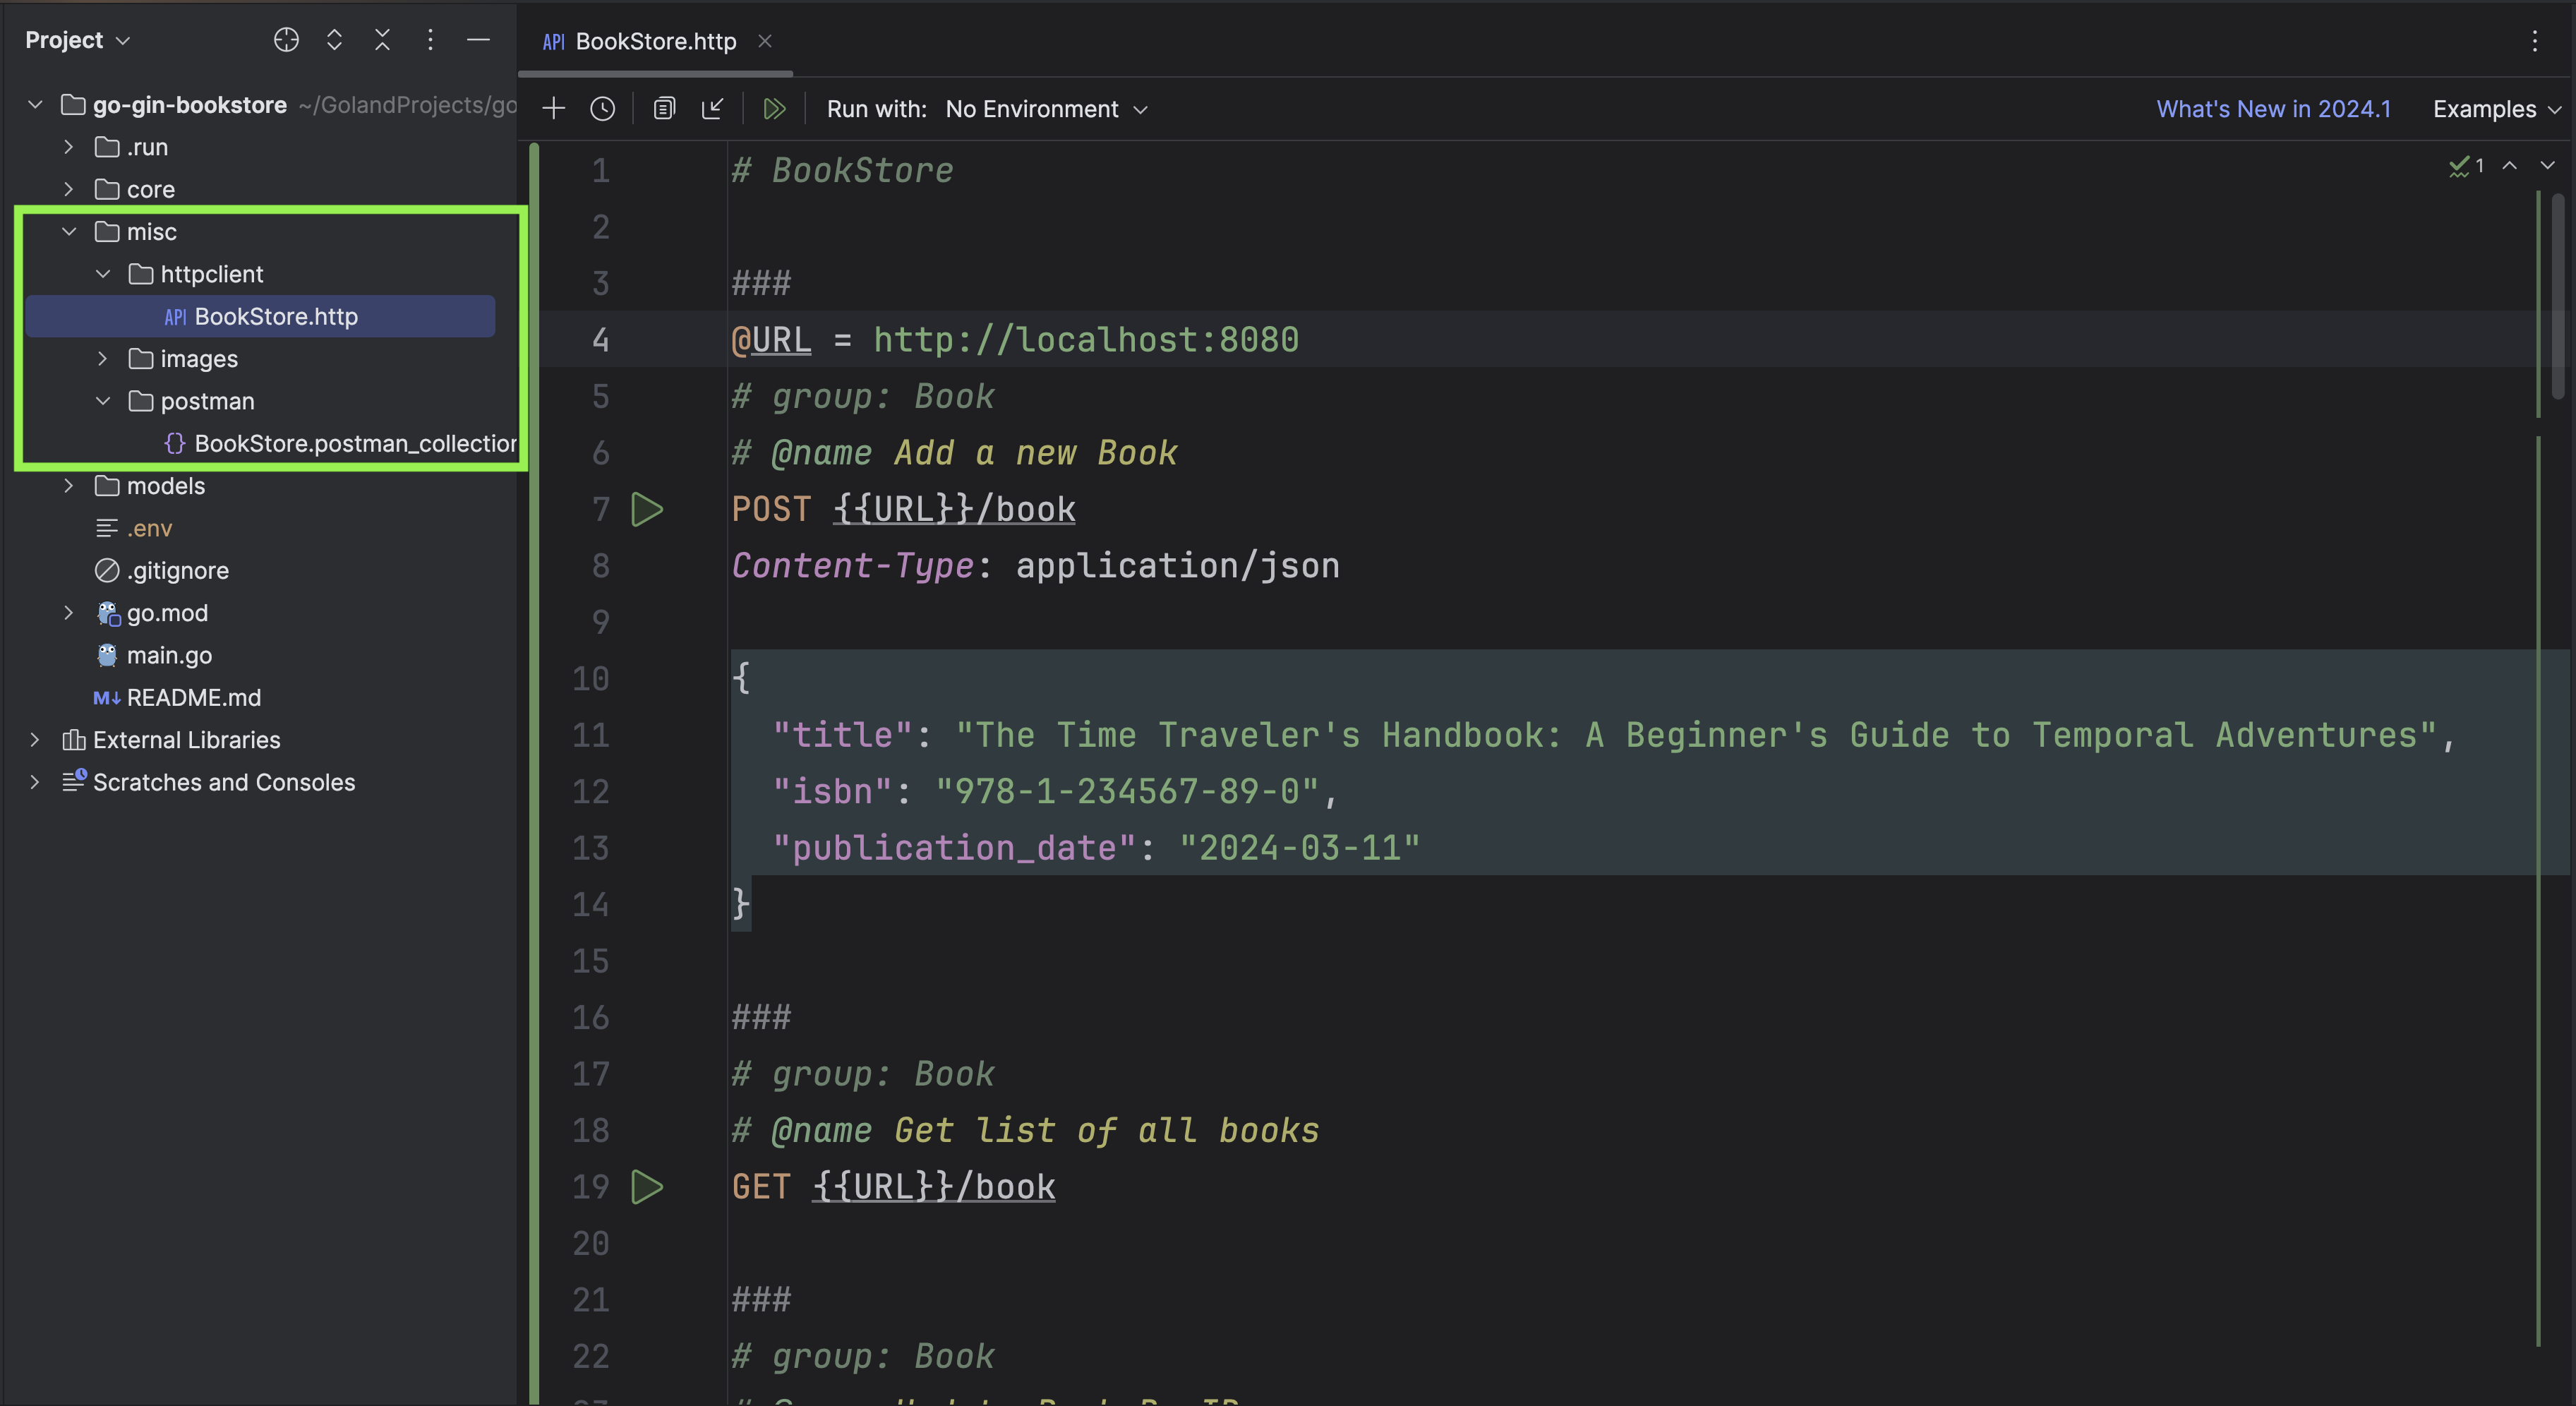 Project
go-gin-bookstore ~/GolandProjects/go
.run
core
misc
httpclient
API BookStore.http
images
postman
{} BookStore.postman_collection
models
.env
.gitignore
go.mod
main.go
M↓ README.md
External Libraries
Scratches and Consoles
API BookStore.http
Run with: No Environment
What's New in 2024.1 Examples
1
1 # BookStore
2
3 ###
4 @URL = http://localhost:8080
5 # group: Book
6 # @name Add a new Book
7 POST {{URL}}/book
8 Content-Type: application/json
9
10 {
11 "title": "The Time Traveler's Handbook: A Beginner's Guide to Temporal Adventures",
12 "isbn": "978-1-234567-89-0",
13 "publication_date": "2024-03-11"
14 }
15
16 ###
17 # group: Book
18 # @name Get list of all books
19 GET {{URL}}/book
20
21 ###
22 # group: Book